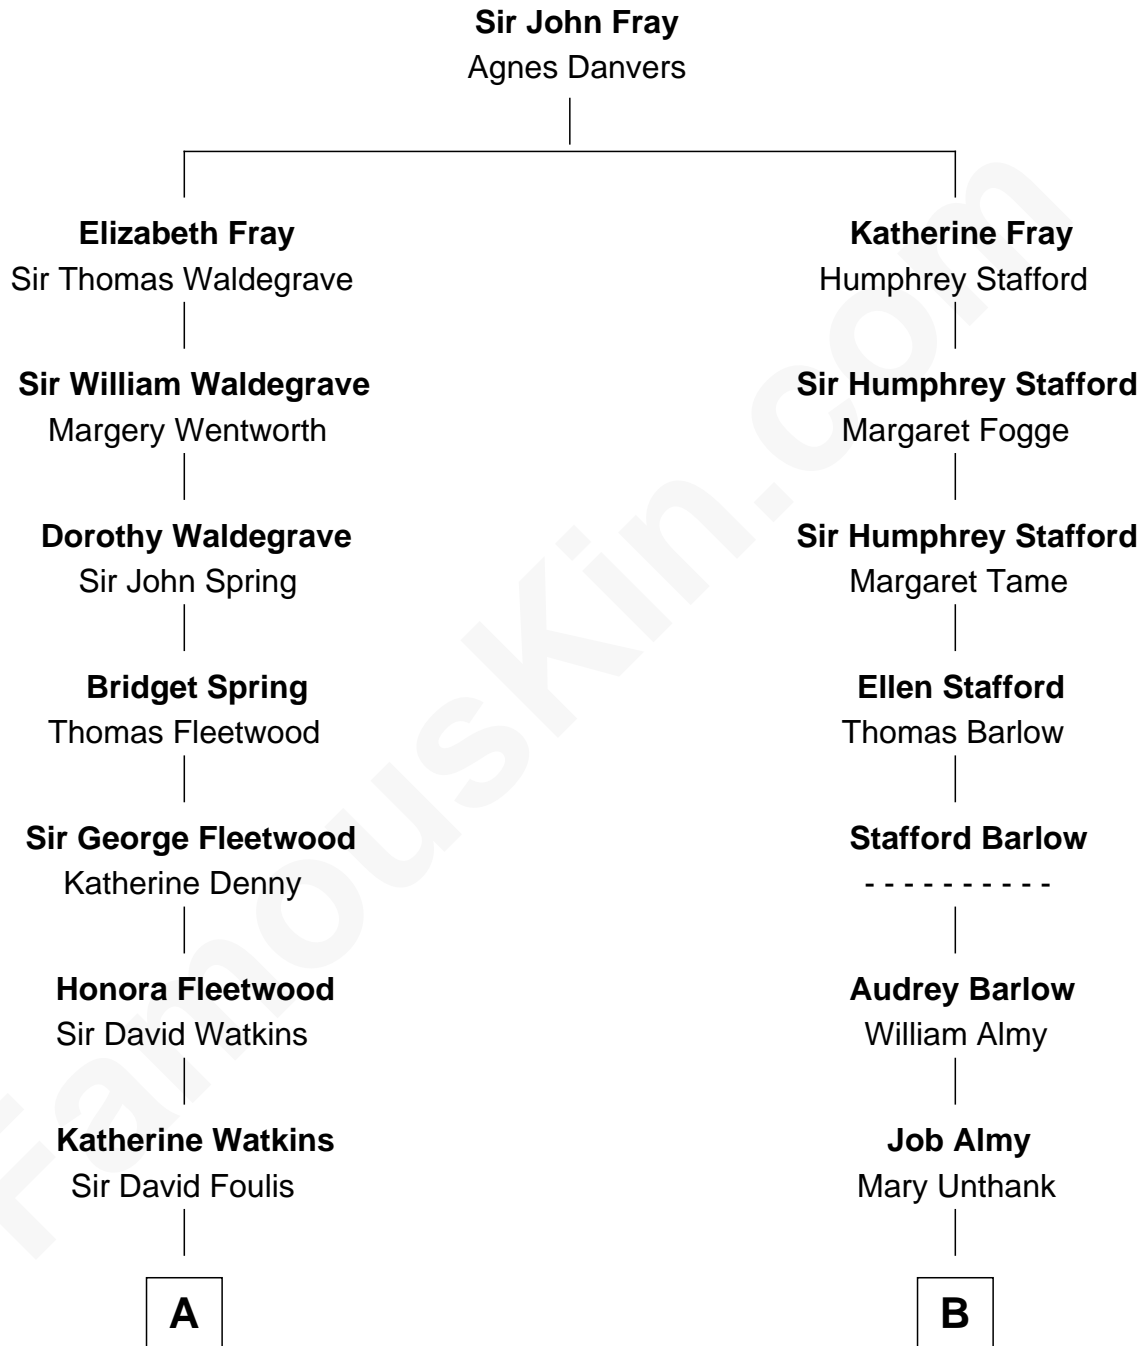 Sir John Fray
Agnes Danvers
Elizabeth Fray
Sir Thomas Waldegrave
Katherine Fray
Humphrey Stafford
Sir William Waldegrave
Margery Wentworth
Sir Humphrey Stafford
Margaret Fogge
Dorothy Waldegrave
Sir John Spring
Sir Humphrey Stafford
Margaret Tame
Bridget Spring
Thomas Fleetwood
Ellen Stafford
Thomas Barlow
Sir George Fleetwood
Katherine Denny
Stafford Barlow
- - - - - - - - - -
Honora Fleetwood
Sir David Watkins
Audrey Barlow
William Almy
Katherine Watkins
Sir David Foulis
Job Almy
Mary Unthank
A
B
FamousKin.com